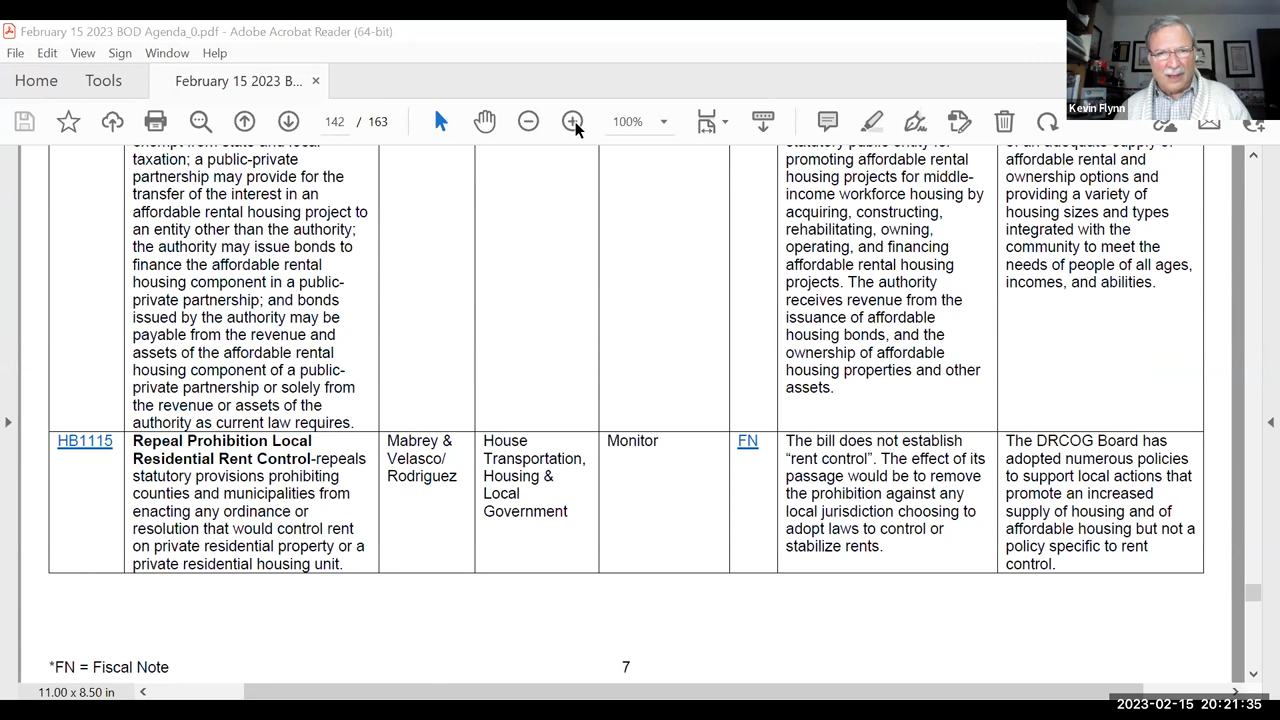 February 15 2023 BOD Agenda_0.pdf - Adobe Acrobat Reader (64-bit)
File Edit View Sign Window Help
Home Tools February 15 2023 B... ×
142 / 163 100%
Kevin Flynn
taxation; a public-private
partnership may provide for the
transfer of the interest in an
affordable rental housing project to
an entity other than the authority;
the authority may issue bonds to
finance the affordable rental
housing component in a public-
private partnership; and bonds
issued by the authority may be
payable from the revenue and
assets of the affordable rental
housing component of a public-
private partnership or solely from
the revenue or assets of the
authority as current law requires.
statutory public entity for
promoting affordable rental
housing projects for middle-
income workforce housing by
acquiring, constructing,
rehabilitating, owning,
operating, and financing
affordable rental housing
projects. The authority
receives revenue from the
issuance of affordable
housing bonds, and the
ownership of affordable
housing properties and other
assets.
of an adequate supply of
affordable rental and
ownership options and
providing a variety of
housing sizes and types
integrated with the
community to meet the
needs of people of all ages,
incomes, and abilities.
HB1115
Repeal Prohibition Local
Residential Rent Control-repeals
statutory provisions prohibiting
counties and municipalities from
enacting any ordinance or
resolution that would control rent
on private residential property or a
private residential housing unit.
Mabrey &
Velasco/
Rodriguez
House
Transportation,
Housing &
Local
Government
Monitor
FN
The bill does not establish
“rent control”. The effect of its
passage would be to remove
the prohibition against any
local jurisdiction choosing to
adopt laws to control or
stabilize rents.
The DRCOG Board has
adopted numerous policies
to support local actions that
promote an increased
supply of housing and of
affordable housing but not a
policy specific to rent
control.
*FN = Fiscal Note
7
11.00 x 8.50 in
2023-02-15 20:21:35